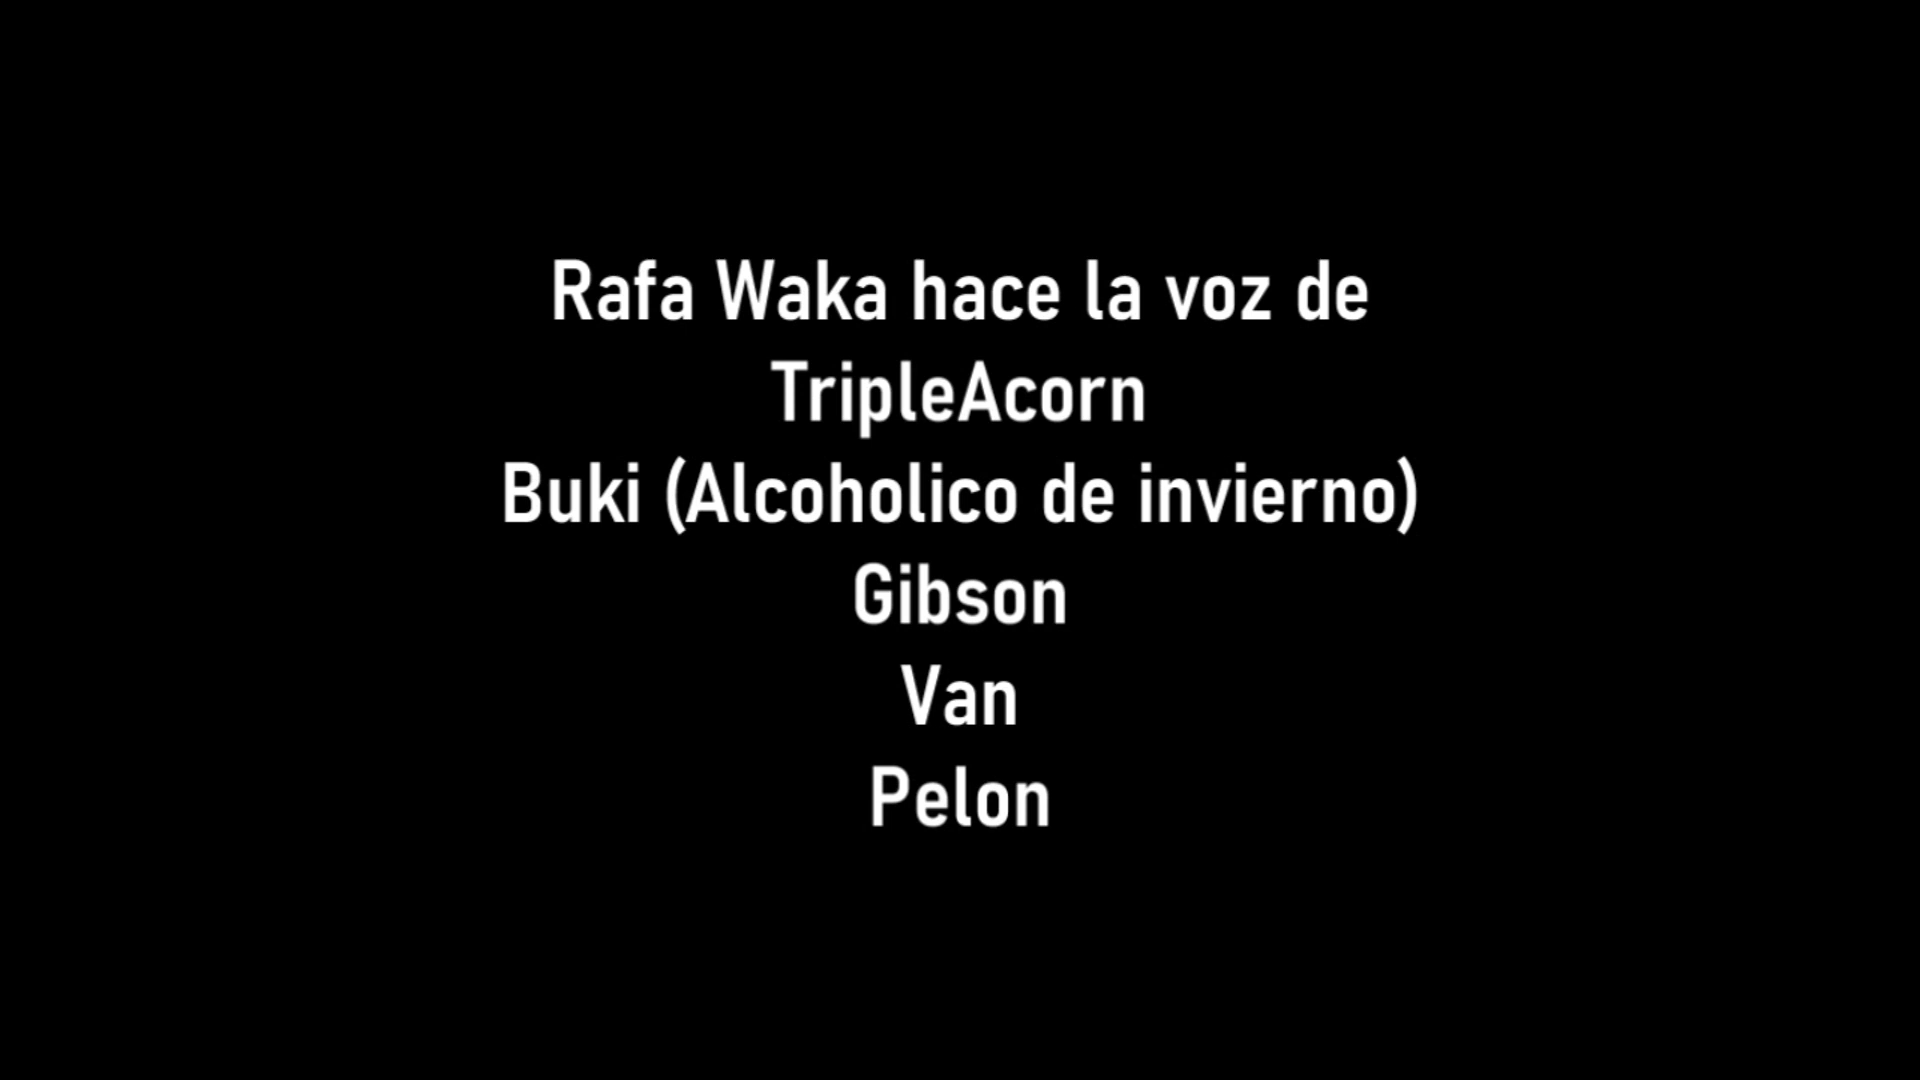 Rafa Waka hace la voz de
TripleAcorn
Buki (Alcoholico de invierno)
Gibson
Van
Pelon